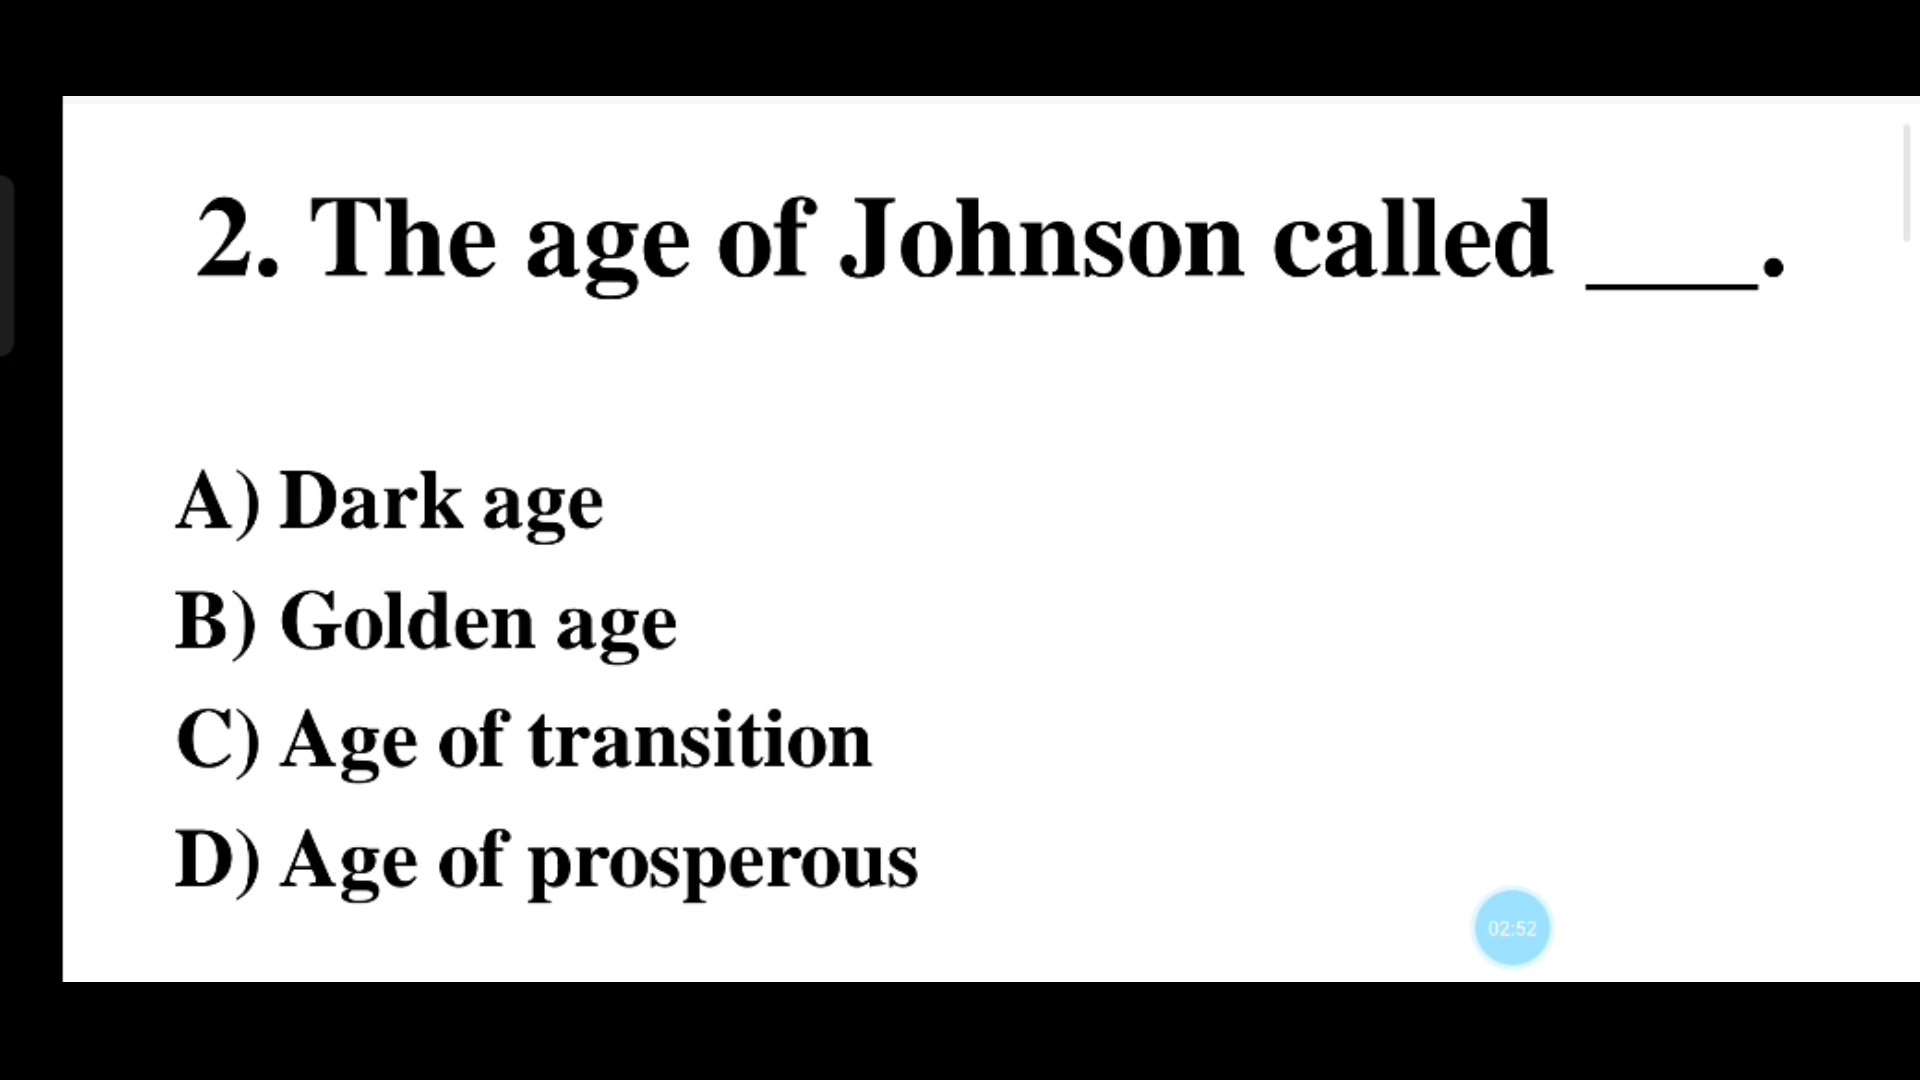 2. The age of Johnson called ____.
A) Dark age
B) Golden age
C) Age of transition
D) Age of prosperous
02:52